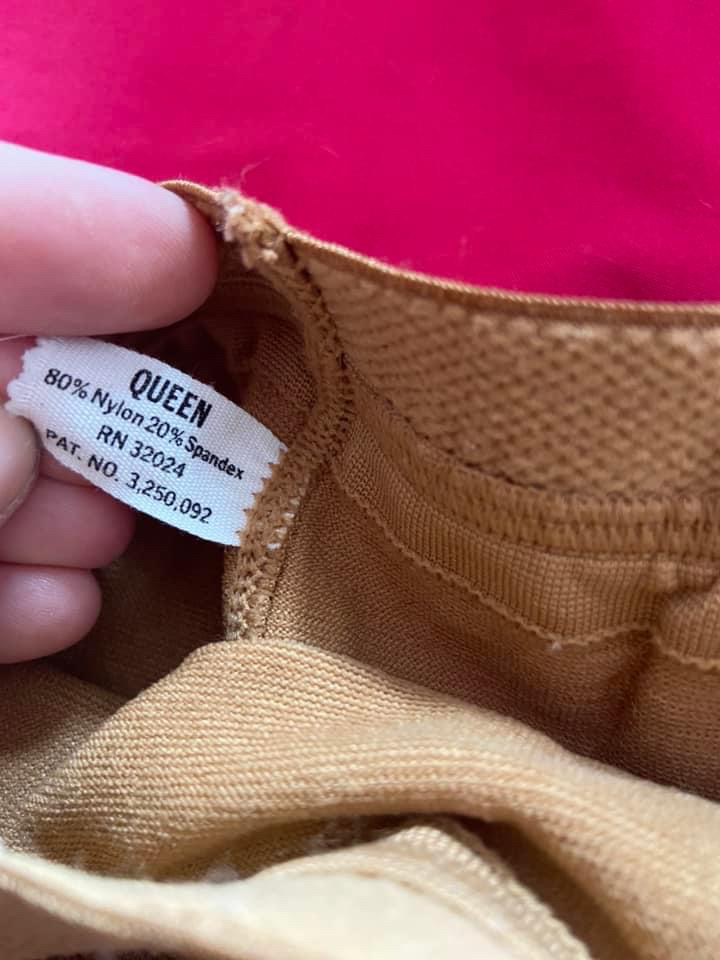 QUEEN
80% Nylon 20% Spandex
RN 32024
PAT. NO. 3,250,092